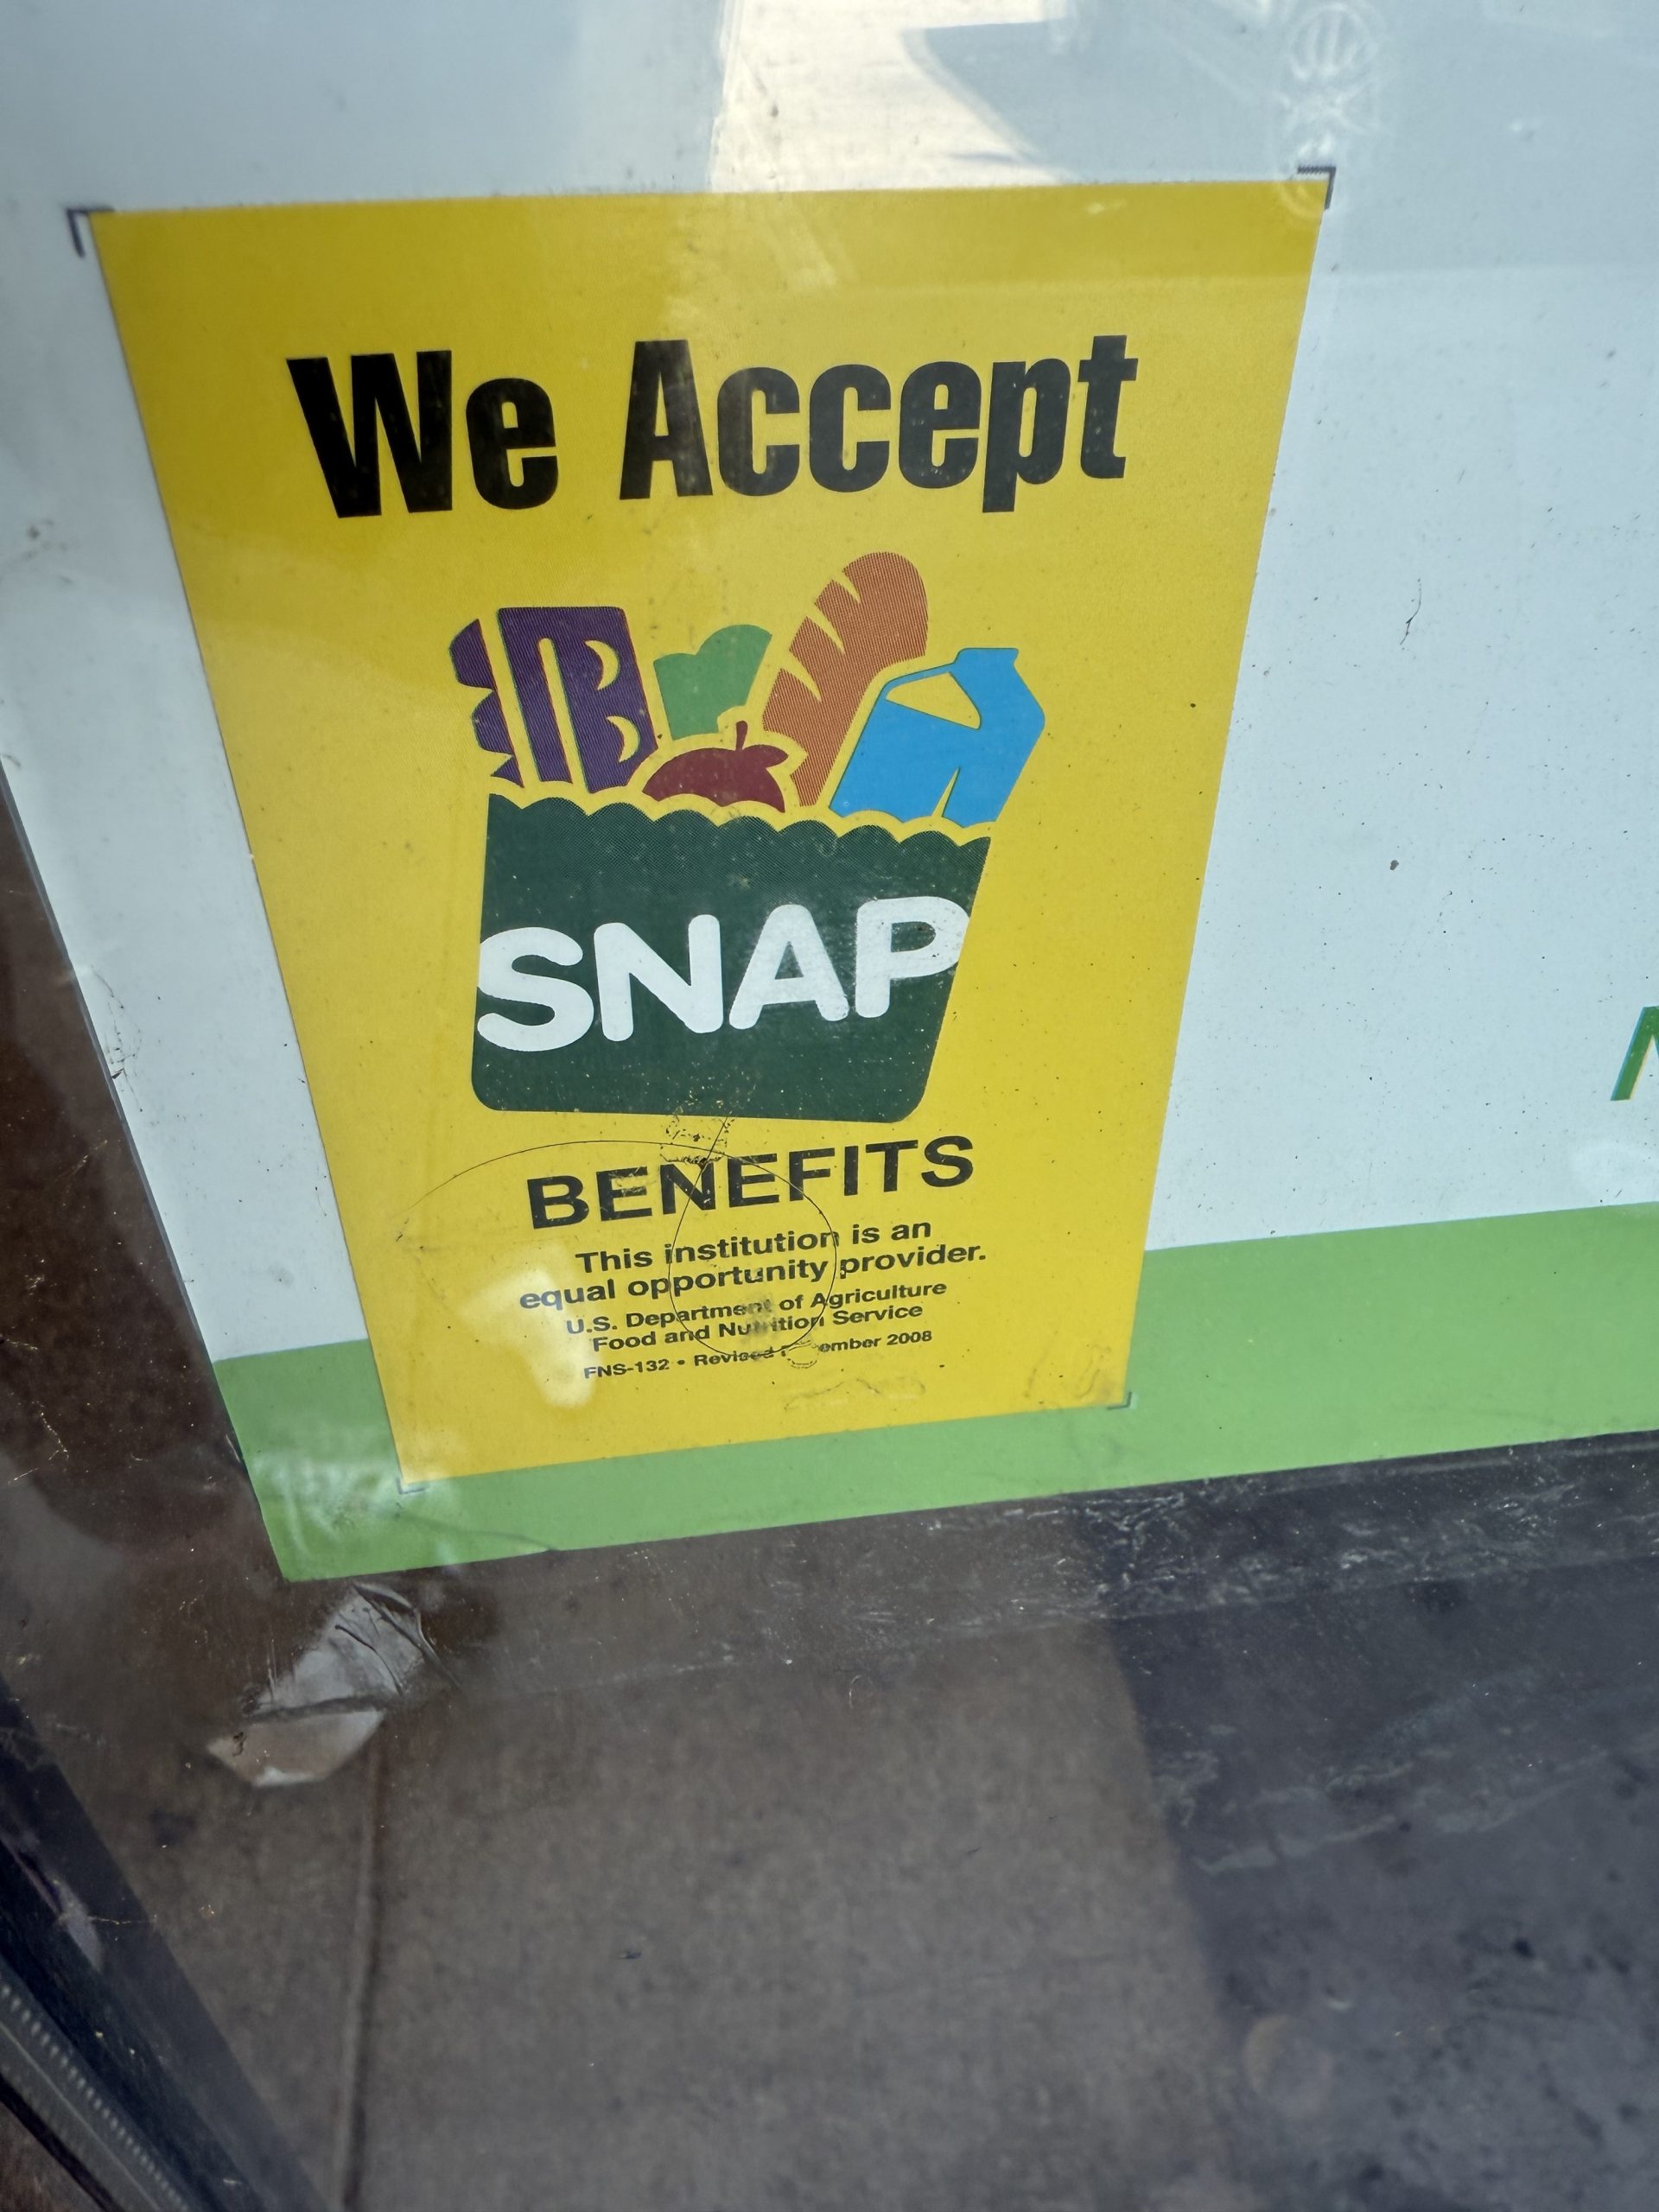 We Accept
SNAP
BENEFITS
This institution is an
equal opportunity provider.
U.S. Department of Agriculture
Food and Nutrition Service
FNS-132 • Revised 2008